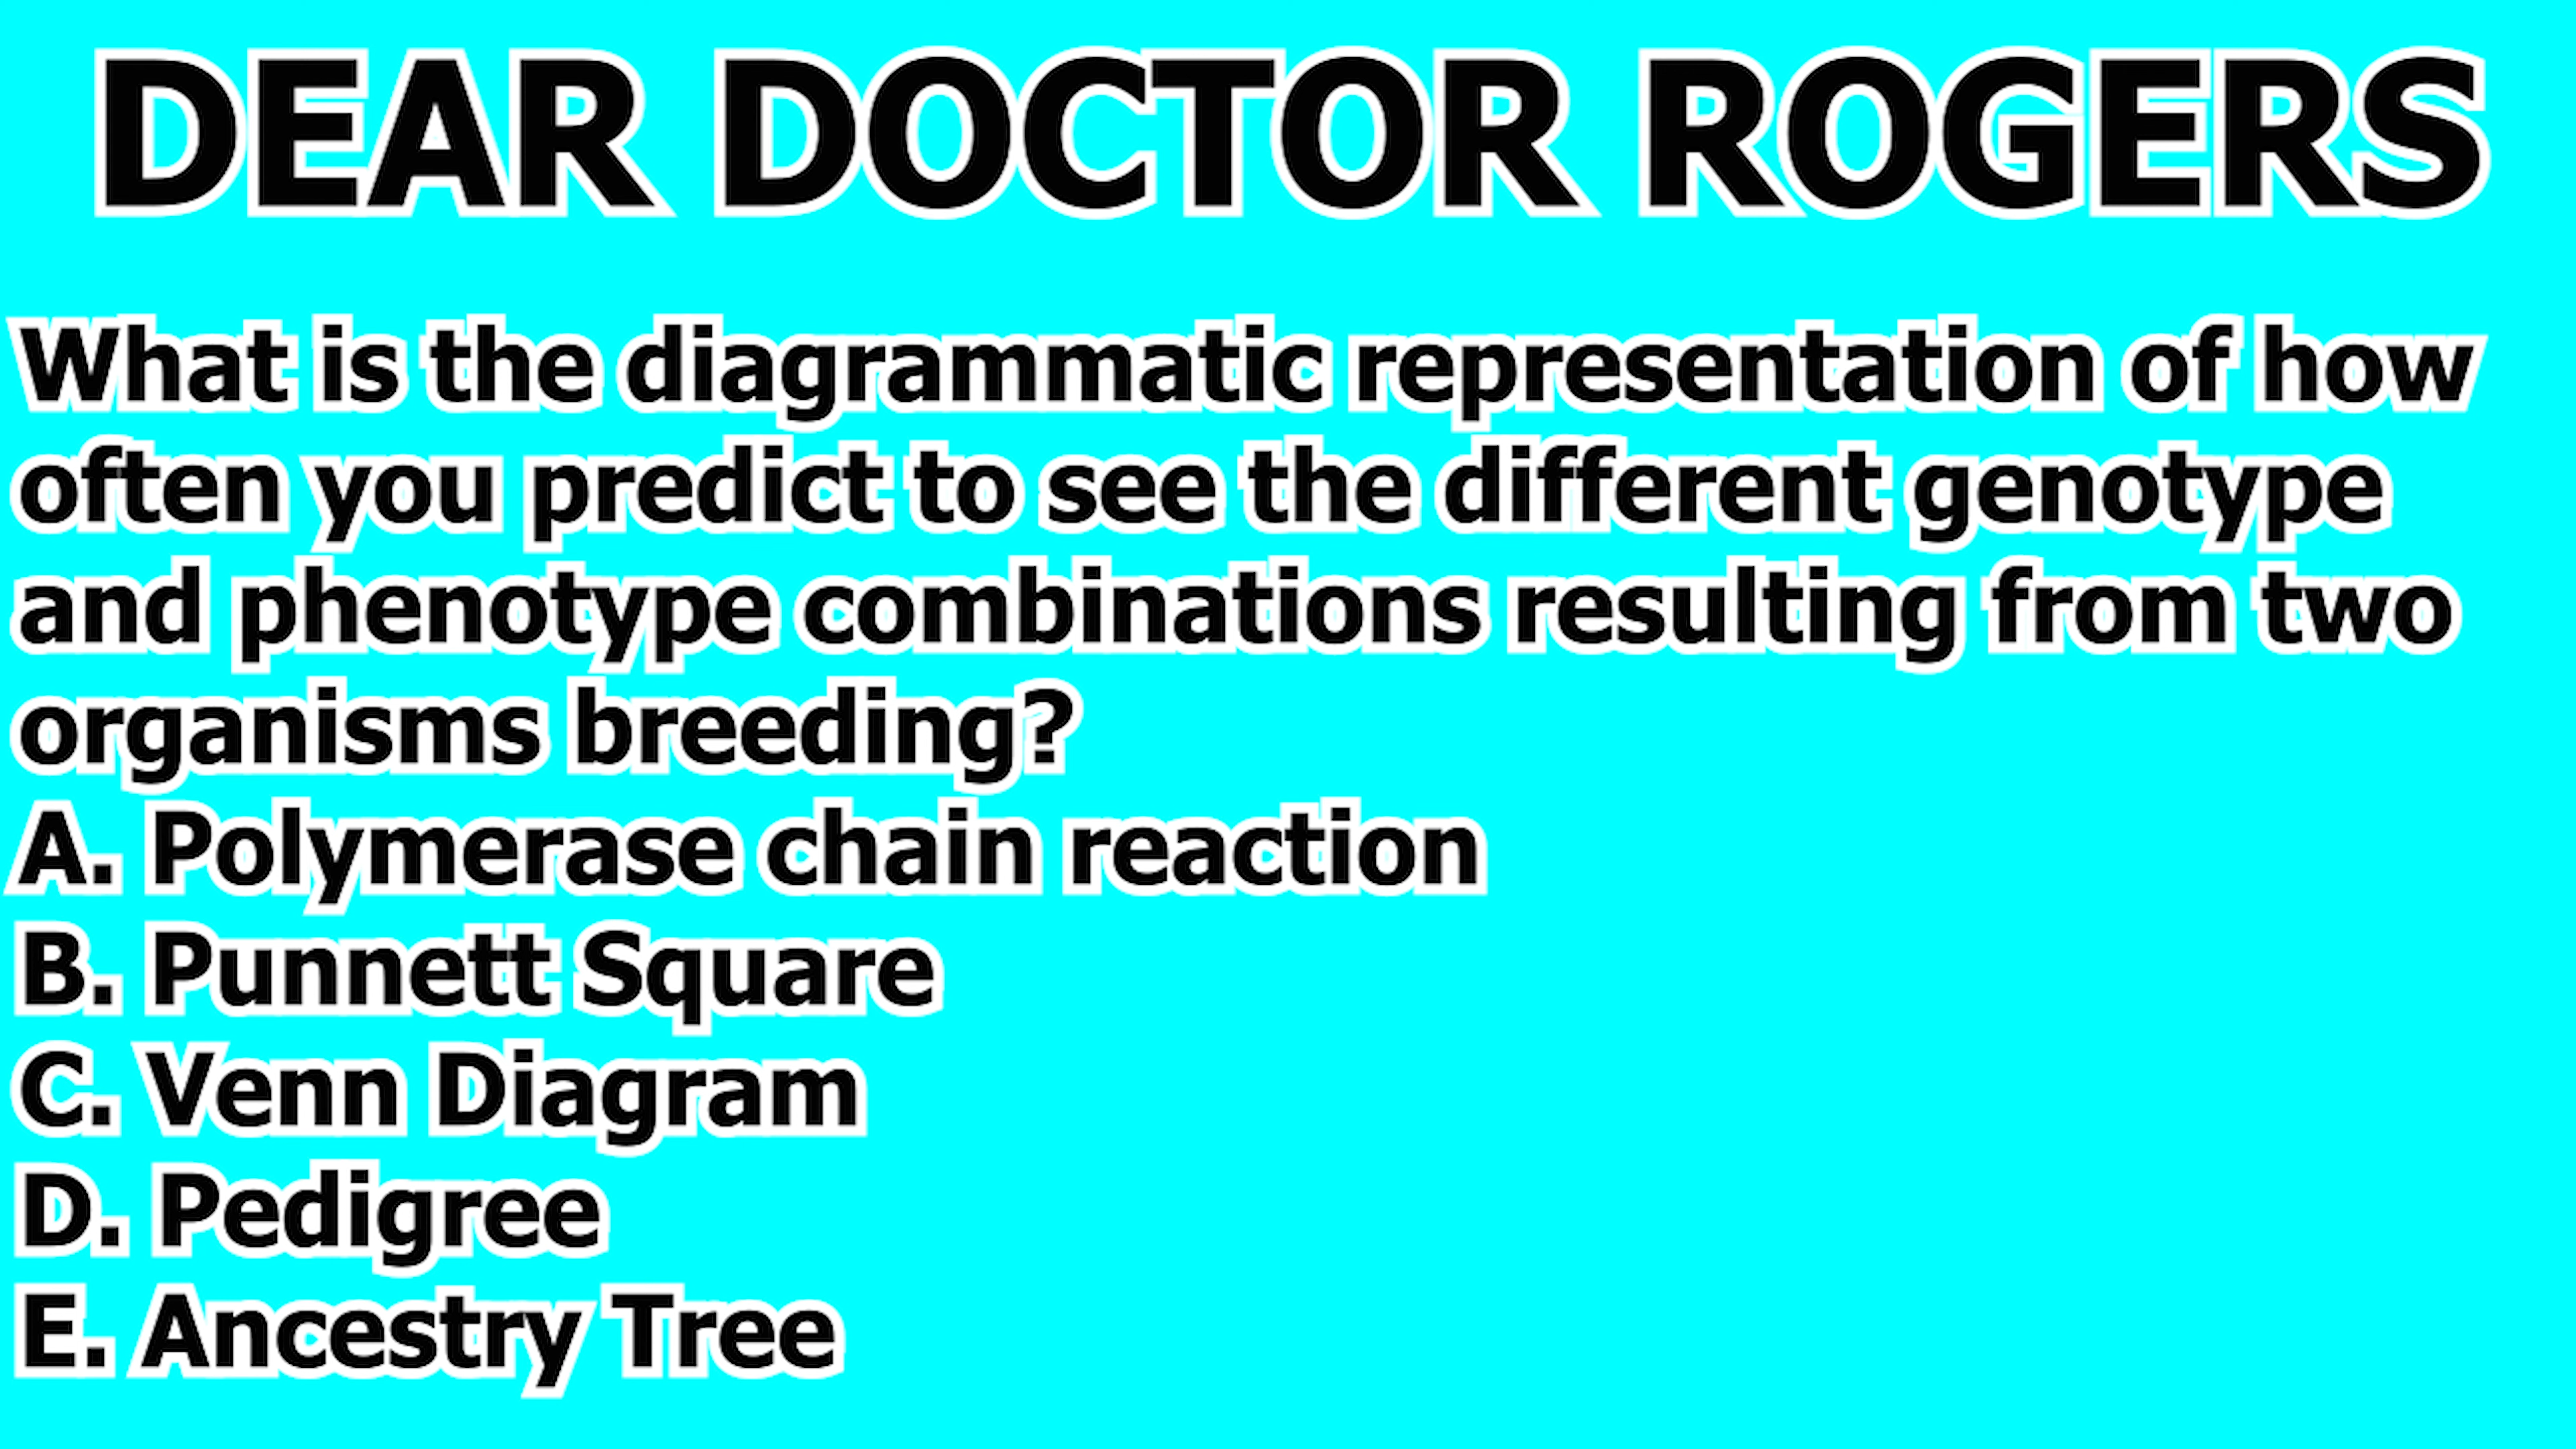 DEAR DOCTOR ROGERS
What is the diagrammatic representation of how
often you predict to see the different genotype
and phenotype combinations resulting from two
organisms breeding?
A. Polymerase chain reaction
B. Punnett Square
C. Venn Diagram
D. Pedigree
E. Ancestry Tree